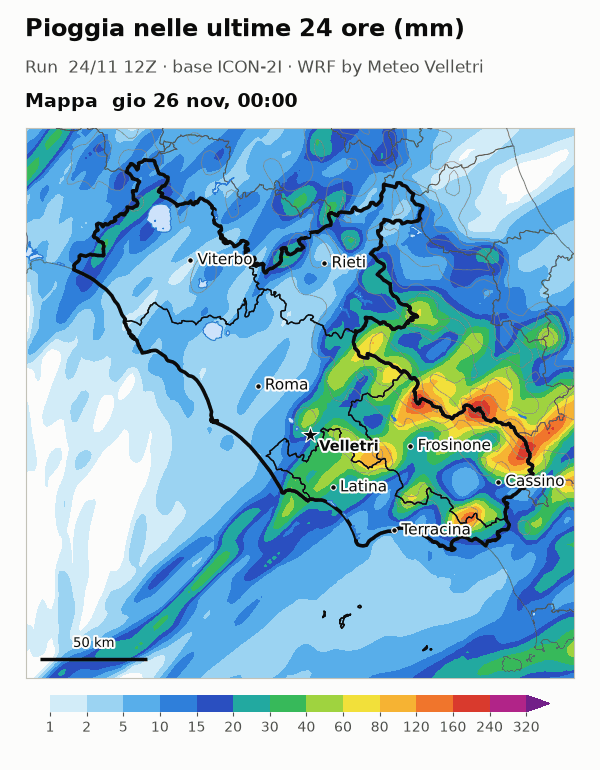 Pioggia nelle ultime 24 ore (mm)
Run  24/11 12Z · base ICON-2I · WRF by Meteo Velletri
Mappa  gio 26 nov, 00:00
Viterbo
Rieti
Roma
Velletri
Frosinone
Latina
Cassino
Terracina
50 km
1 2 5 10 15 20 30 40 60 80 120 160 240 320